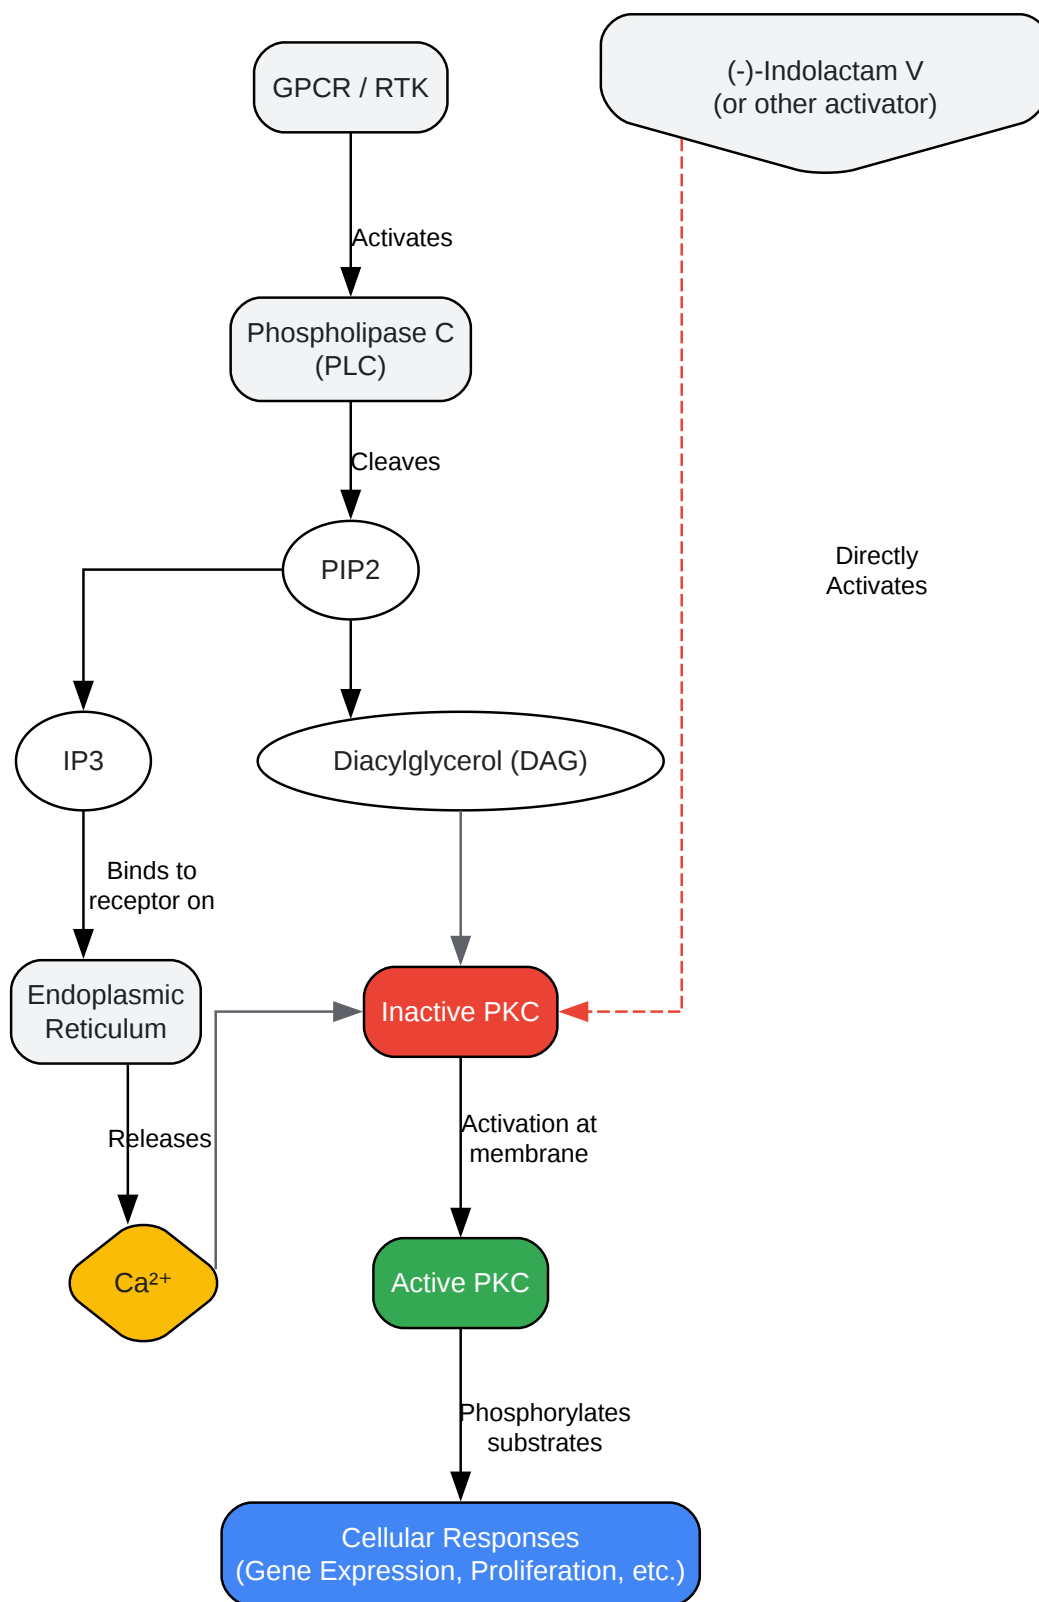 GPCR / RTK
(-)-Indolactam V
(or other activator)
Activates
Phospholipase C
(PLC)
Cleaves
Directly
Activates
PIP2
IP3
Diacylglycerol (DAG)
Binds to
receptor on
Endoplasmic
Reticulum
Inactive PKC
Releases
Activation at
membrane
Ca²⁺
Active PKC
Phosphorylates
substrates
Cellular Responses
(Gene Expression, Proliferation, etc.)